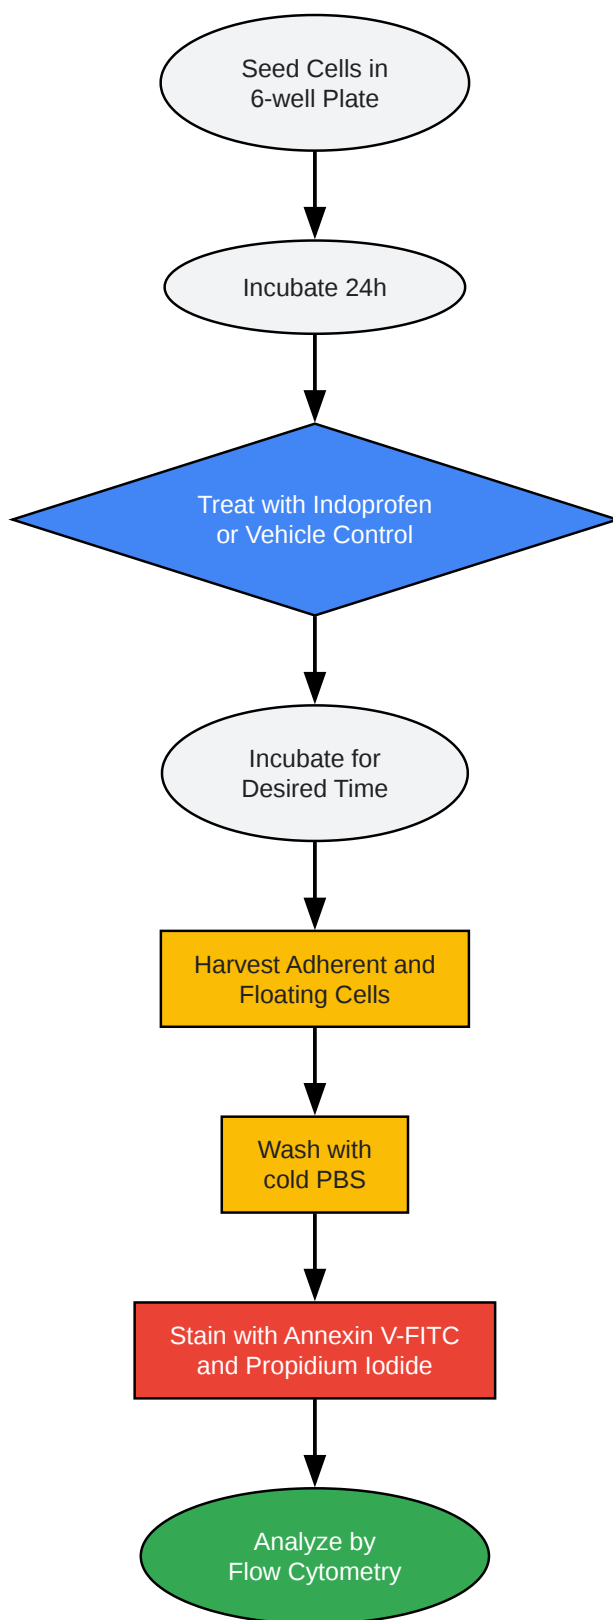 Seed Cells in
6-well Plate
Incubate 24h
Treat with Indoprofen
or Vehicle Control
Incubate for
Desired Time
Harvest Adherent and
Floating Cells
Wash with
cold PBS
Stain with Annexin V-FITC
and Propidium Iodide
Analyze by
Flow Cytometry